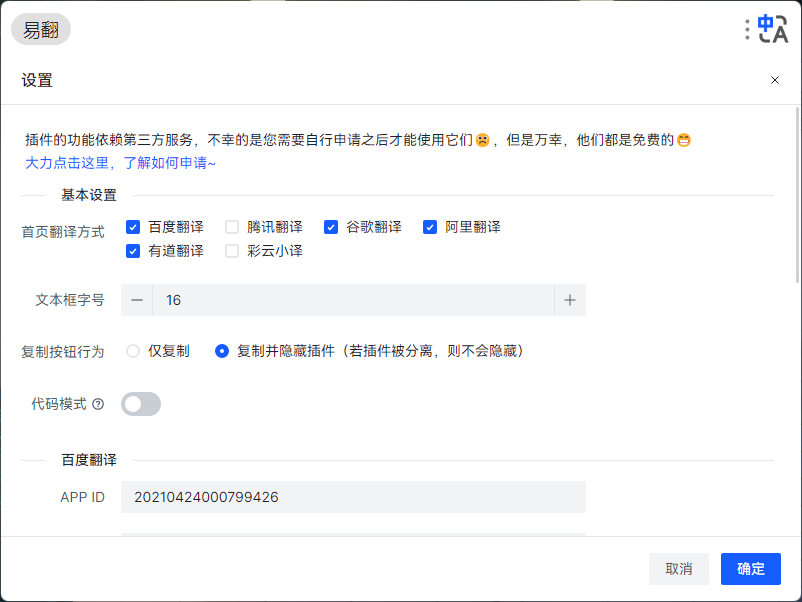 易翻
中 A
设置
插件的功能依赖第三方服务，不幸的是您需要自行申请之后才能使用它们😟，但是万幸，他们都是免费的😁
大力点击这里，了解如何申请~
基本设置
首页翻译方式 百度翻译 腾讯翻译 谷歌翻译 阿里翻译
有道翻译 彩云小译
文本框字号 16
复制按钮行为 仅复制 复制并隐藏插件（若插件被分离，则不会隐藏）
代码模式
百度翻译
APP ID 20210424000799426
取消 确定